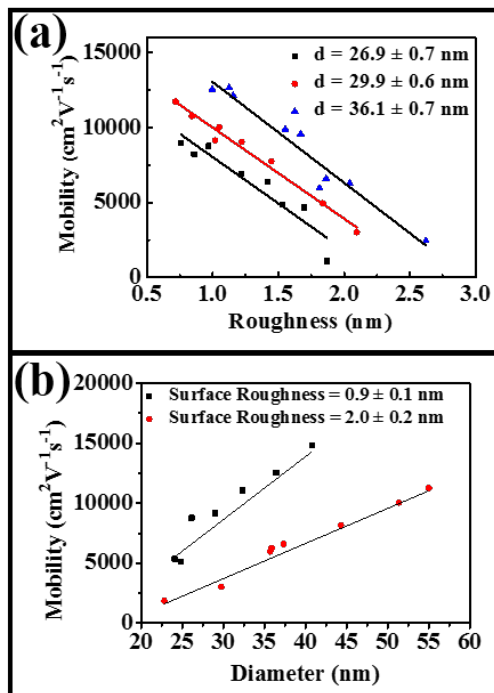 (a)
15000
10000
5000
0
Mobility (cm²V⁻¹s⁻¹)
d = 26.9 ± 0.7 nm
d = 29.9 ± 0.6 nm
d = 36.1 ± 0.7 nm
0.5 1.0 1.5 2.0 2.5 3.0
Roughness (nm)
(b)
20000
15000
10000
5000
0
Mobility (cm²V⁻¹s⁻¹)
Surface Roughness = 0.9 ± 0.1 nm
Surface Roughness = 2.0 ± 0.2 nm
20 25 30 35 40 45 50 55 60
Diameter (nm)